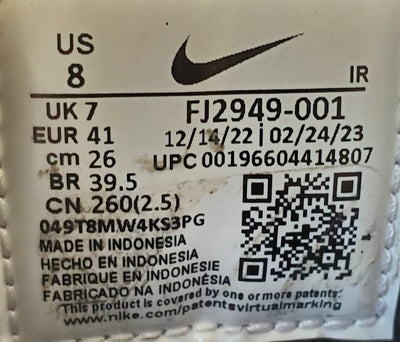 US
8
IR
UK 7
FJ2949-001
EUR 41
12/14/22 | 02/24/23
cm 26
UPC 00196604414807
BR 39.5
CN 260(2.5)
049T8MW4KS3PG
MADE IN INDONESIA
HECHO EN INDONESIA
FABRIQUE EN INDONESIE
FABRICADO NA INDONÉSIA
This product is covered by one or more patents:
www.nike.com/patentsvirtualmarking